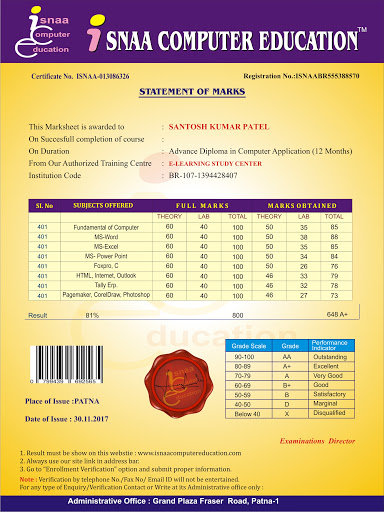 isnaa
computer
education
iSNAA COMPUTER EDUCATION™
Certificate No. ISNAA-013086326 Registration No.:ISNAABR555388570
STATEMENT OF MARKS
This Marksheet is awarded to : SANTOSH KUMAR PATEL
On Succesfull completion of course :
On Duration : Advance Diploma in Computer Application (12 Months)
From Our Authorized Training Centre : E-LEARNING STUDY CENTER
Institution Code : BR-107-1394428407
Sl. No SUBJECTS OFFERED FULL MARKS MARKS OBTAINED
THEORY LAB TOTAL THEORY LAB TOTAL
401 Fundamental of Computer 60 40 100 50 35 85
401 MS-Word 60 40 100 50 38 88
401 MS-Excel 60 40 100 50 35 85
401 MS- Power Point 60 40 100 50 34 84
401 Foxpro, C 60 40 100 50 26 76
401 HTML, Internet, Outlook 60 40 100 46 33 79
401 Tally Erp. 60 40 100 46 32 78
401 Pagemaker, CorelDraw, Photoshop 60 40 100 46 27 73
Result 81% 800 648 A+
ducation
Grade Scale Grade Performance Indicator
90-100 AA Outstanding
80-89 A+ Excellent
70-79 A Very Good
60-69 B+ Good
50-59 B Satisfactory
40-50 D Marginal
Below 40 X Disqualified
Place of Issue :PATNA
Date of Issue : 30.11.2017
Examinations Director
1. Result must be show on this website : www.isnaacomputereducation.com
2. Always use our site link in address bar.
3. Go to "Enrollment Verification" option and submit proper information.
Note : Verification by telephone No./Fax No/ Email ID will not be entertained.
For any type of Enquiry/Verification Contact or Write at its Administrative office only :
Administrative Office : Grand Plaza Fraser Road, Patna-1